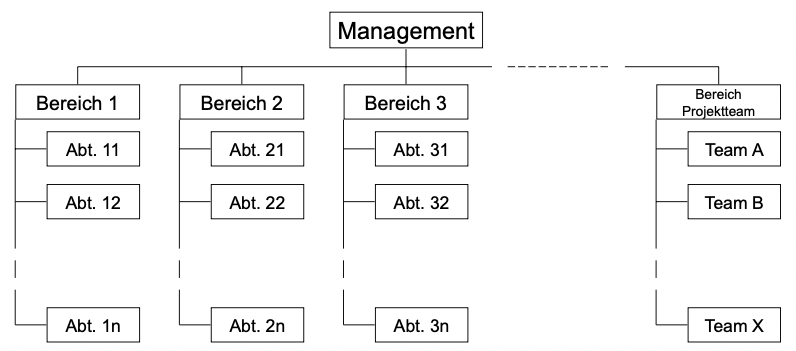 Management
Bereich 1
Bereich 2
Bereich 3
Bereich
Projektteam
Abt. 11
Abt. 21
Abt. 31
Team A
Abt. 12
Abt. 22
Abt. 32
Team B
Abt. 1n
Abt. 2n
Abt. 3n
Team X